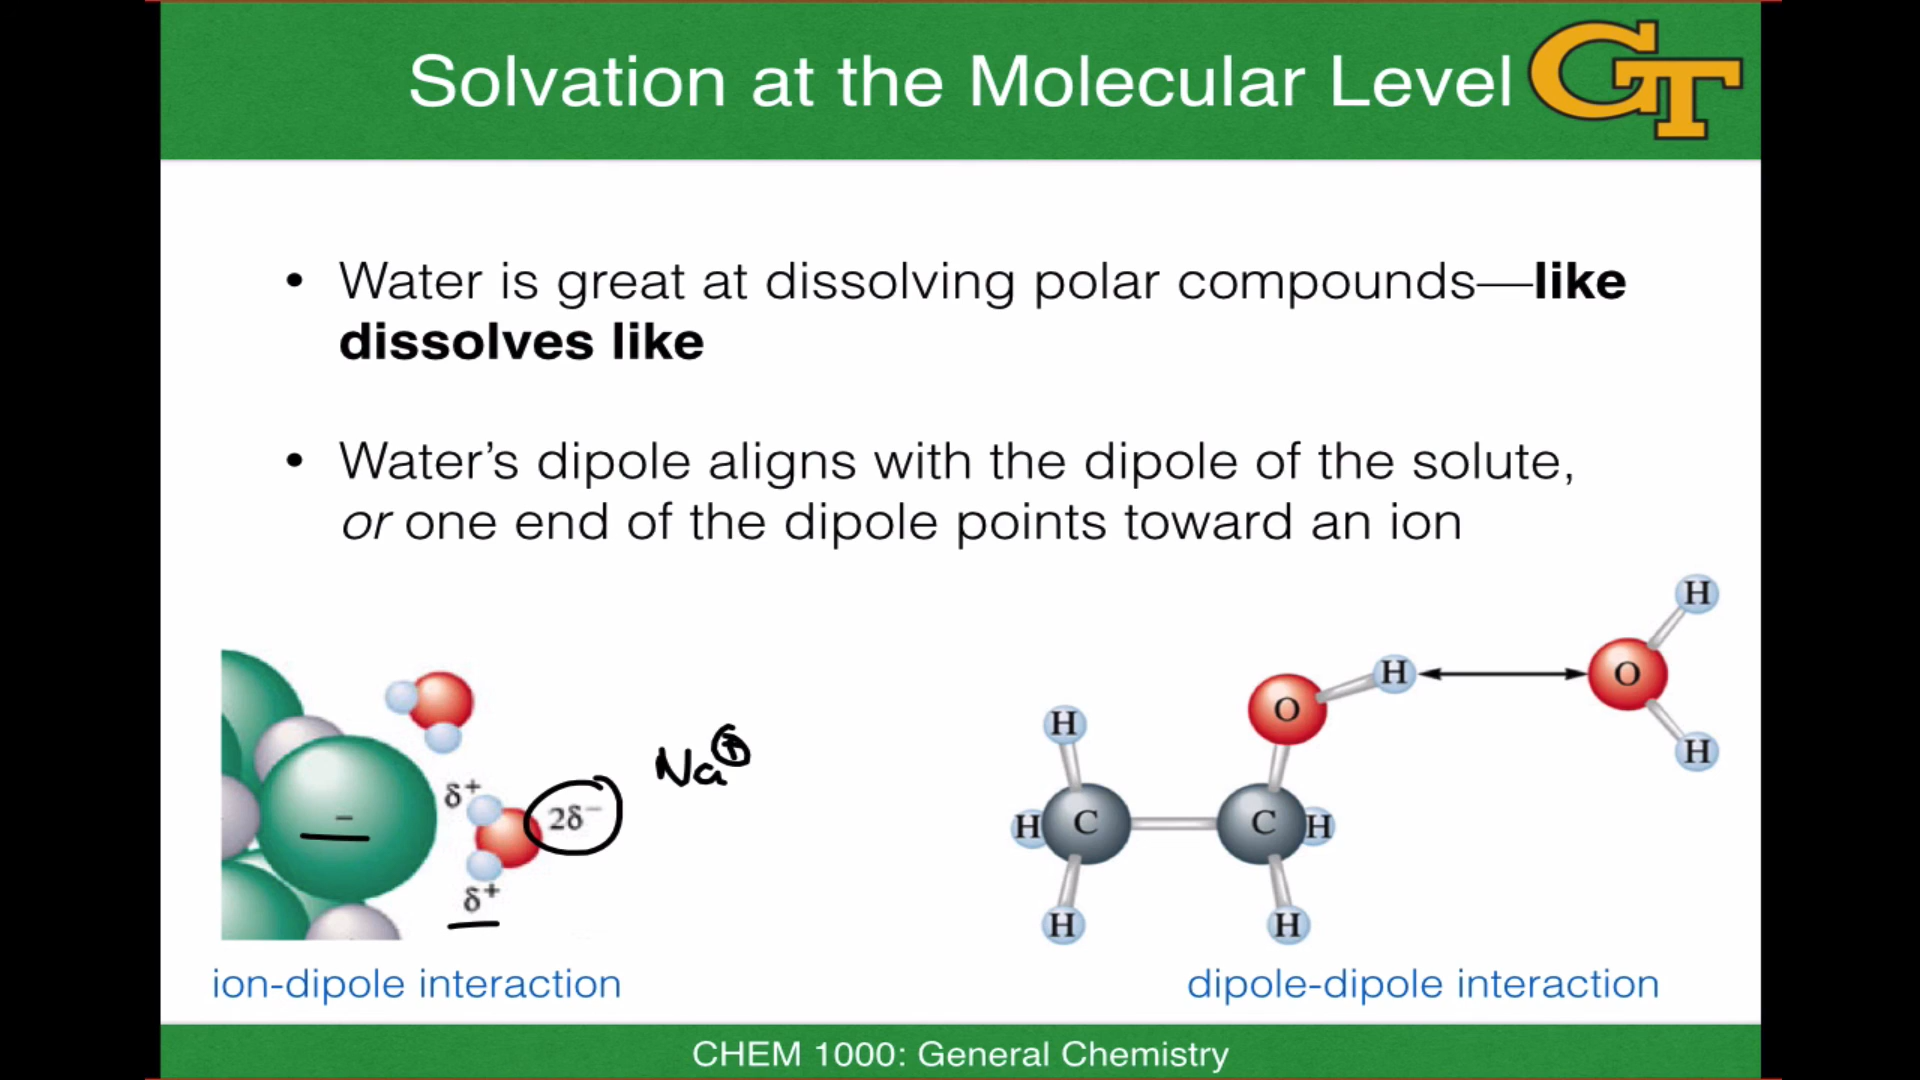 Solvation at the Molecular Level
GT
• Water is great at dissolving polar compounds—like
dissolves like
• Water's dipole aligns with the dipole of the solute,
or one end of the dipole points toward an ion
−
δ+
2δ−
δ+
Na+
H
H
C
H
O
H
C
H
H
O
H
H
ion-dipole interaction
dipole-dipole interaction
CHEM 1000: General Chemistry